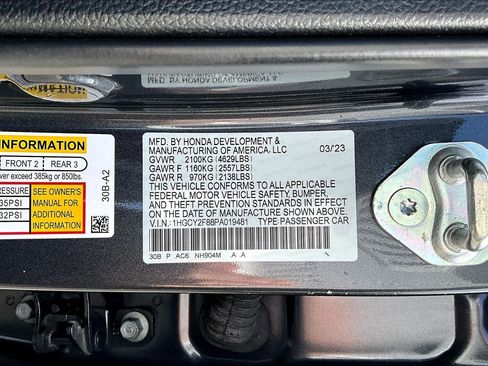 INFORMATION
FRONT 2 REAR 3
ver exceed 385kg or 850lbs.
PRESSURE
35PSI
32PSI
SEE OWNER'S
MANUAL FOR
ADDITIONAL
INFORMATION
30B-A2
MFD. BY HONDA DEVELOPMENT & 03/23
MANUFACTURING OF AMERICA, LLC
GVWR 2100KG (4629LBS)
GAWR F 1160KG (2557LBS)
GAWR R 970KG (2138LBS)
THIS VEHICLE CONFORMS TO ALL APPLICABLE
FEDERAL MOTOR VEHICLE SAFETY, BUMPER,
AND THEFT PREVENTION STANDARDS IN EFFECT
ON THE DATE OF MANUFACTURE SHOWN ABOVE.
V.I.N.: 1HGCY2F88PA019481 TYPE PASSENGER CAR
30B P AC6 NH904M A A